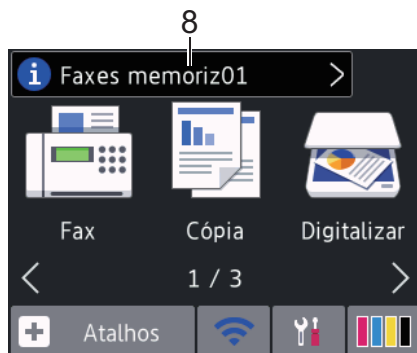 8
Faxes memoriz01
Fax Cópia Digitalizar
1 / 3
Atalhos